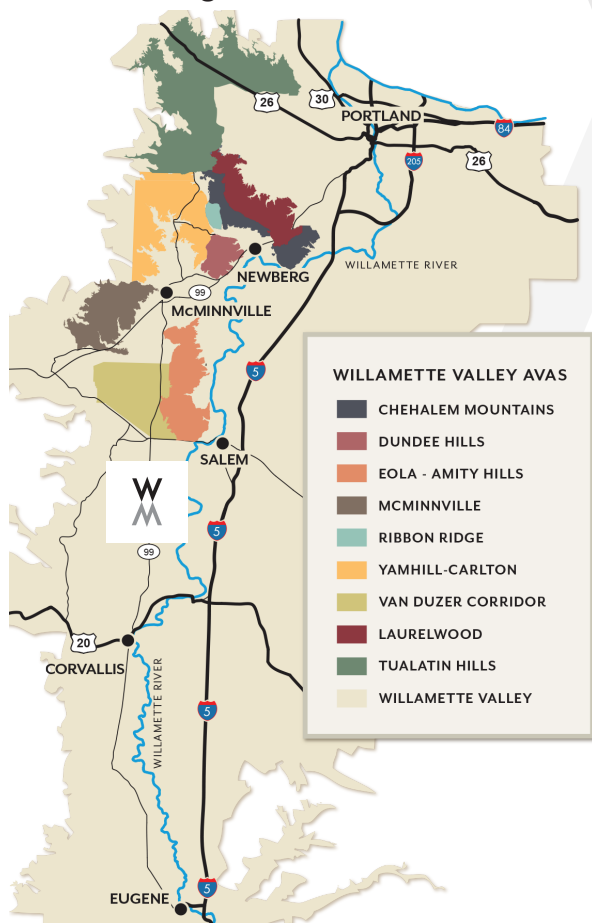 26
30
PORTLAND
84
205
26
WILLAMETTE RIVER
NEWBERG
99
McMINNVILLE
5
SALEM
W
5
99
20
CORVALLIS
WILLAMETTE RIVER
5
EUGENE
5
WILLAMETTE VALLEY AVAS
CHEHALEM MOUNTAINS
DUNDEE HILLS
EOLA - AMITY HILLS
MCMINNVILLE
RIBBON RIDGE
YAMHILL-CARLTON
VAN DUZER CORRIDOR
LAURELWOOD
TUALATIN HILLS
WILLAMETTE VALLEY